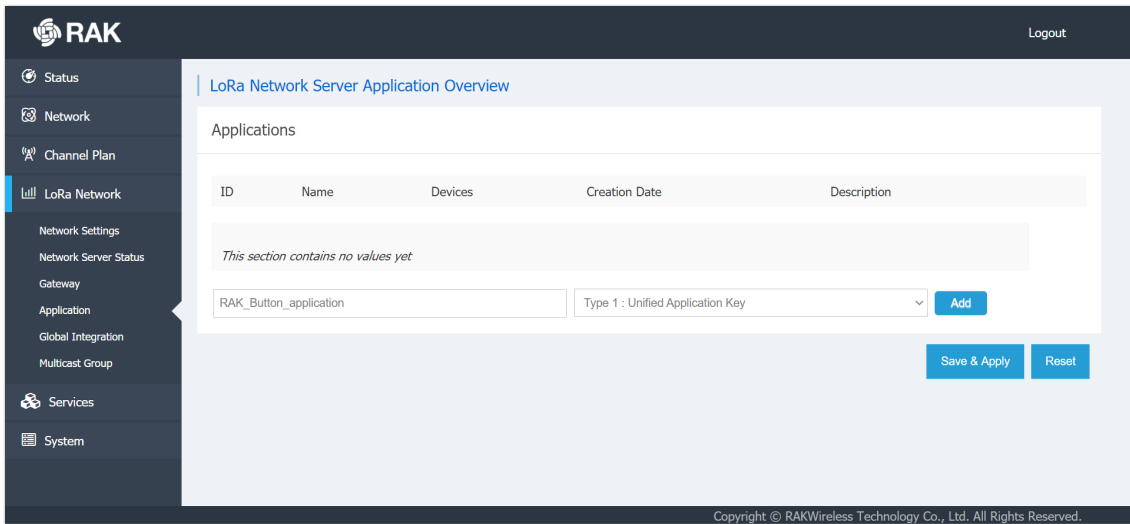 RAK
Logout
Status
Network
Channel Plan
LoRa Network
Network Settings
Network Server Status
Gateway
Application
Global Integration
Multicast Group
Services
System
LoRa Network Server Application Overview
Applications
ID Name Devices Creation Date Description
This section contains no values yet
RAK_Button_application Type 1 : Unified Application Key Add
Save & Apply Reset
Copyright © RAKWireless Technology Co., Ltd. All Rights Reserved.